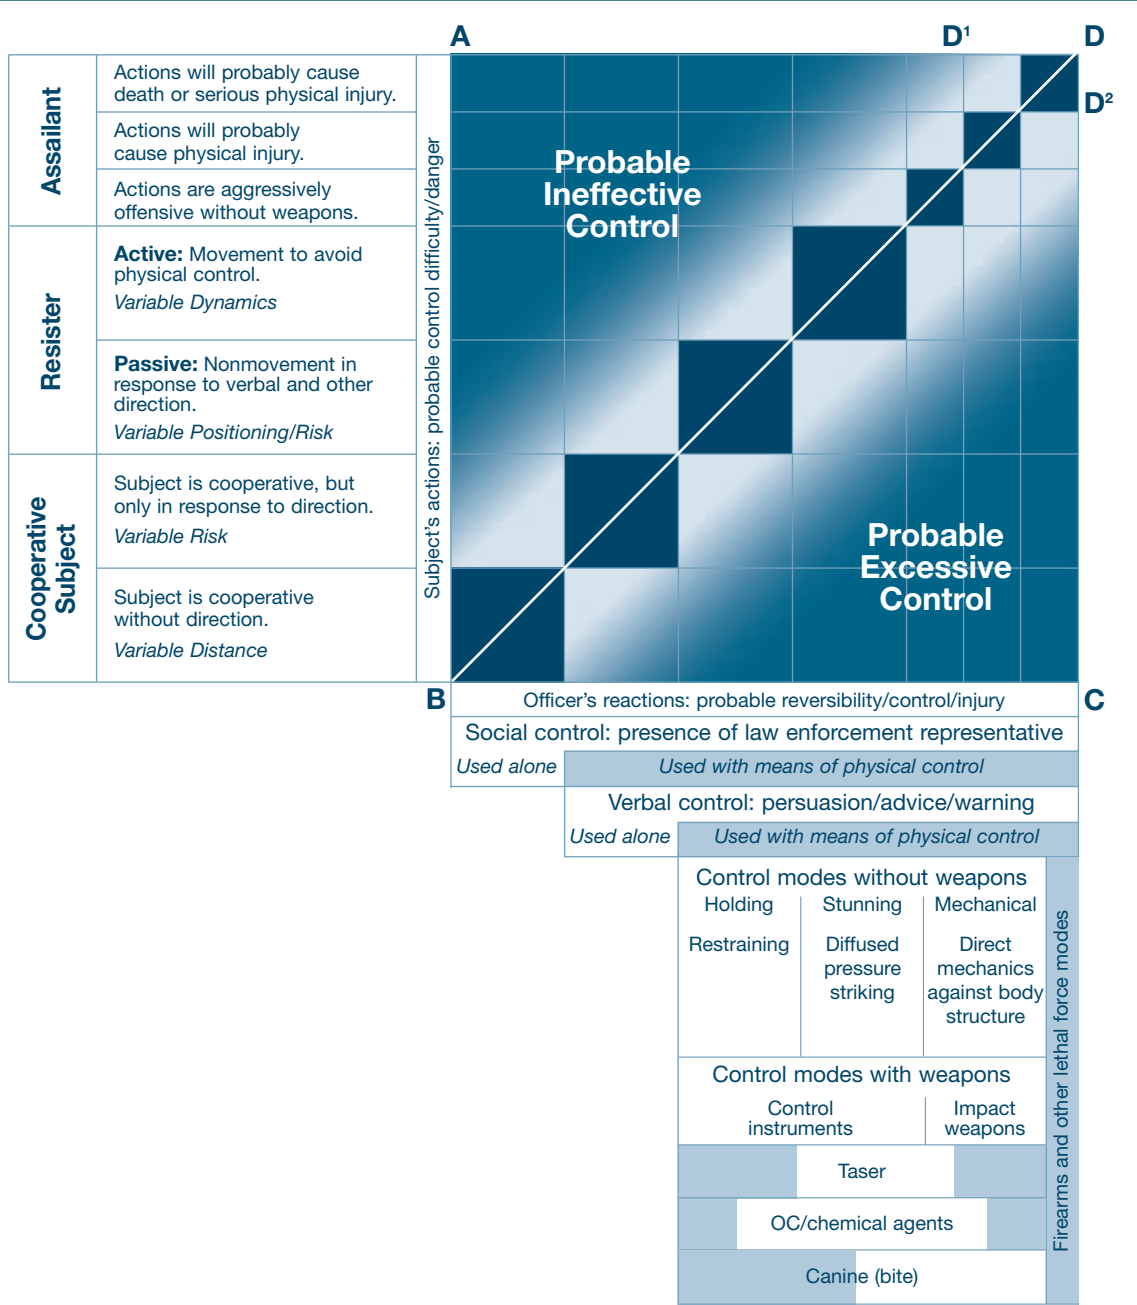 A
D¹
D
D²
Assailant
Actions will probably cause
death or serious physical injury.
Actions will probably
cause physical injury.
Actions are aggressively
offensive without weapons.
Resister
Active: Movement to avoid
physical control.
Variable Dynamics
Passive: Nonmovement in
response to verbal and other
direction.
Variable Positioning/Risk
Cooperative
Subject
Subject is cooperative, but
only in response to direction.
Variable Risk
Subject is cooperative
without direction.
Variable Distance
Subject's actions: probable control difficulty/danger
Probable
Ineffective
Control
Probable
Excessive
Control
B
C
Officer's reactions: probable reversibility/control/injury
Social control: presence of law enforcement representative
Used alone
Used with means of physical control
Verbal control: persuasion/advice/warning
Used alone
Used with means of physical control
Control modes without weapons
Holding
Restraining
Stunning
Diffused
pressure
striking
Mechanical
Direct
mechanics
against body
structure
Control modes with weapons
Control
instruments
Impact
weapons
Taser
OC/chemical agents
Canine (bite)
Firearms and other lethal force modes